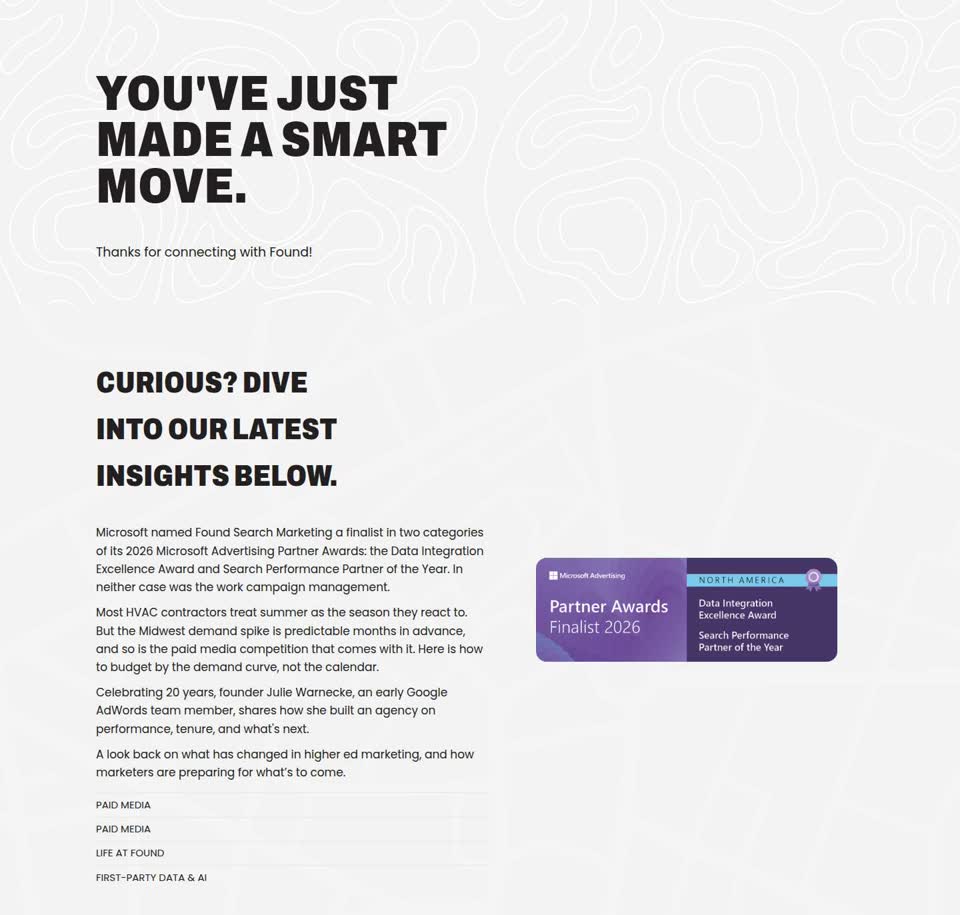 YOU'VE JUST
MADE A SMART
MOVE.
Thanks for connecting with Found!
CURIOUS? DIVE
INTO OUR LATEST
INSIGHTS BELOW.
Microsoft named Found Search Marketing a finalist in two categories
of its 2026 Microsoft Advertising Partner Awards: the Data Integration
Excellence Award and Search Performance Partner of the Year. In
neither case was the work campaign management.
Most HVAC contractors treat summer as the season they react to.
But the Midwest demand spike is predictable months in advance,
and so is the paid media competition that comes with it. Here is how
to budget by the demand curve, not the calendar.
Celebrating 20 years, founder Julie Warnecke, an early Google
AdWords team member, shares how she built an agency on
performance, tenure, and what's next.
A look back on what has changed in higher ed marketing, and how
marketers are preparing for what’s to come.
PAID MEDIA
PAID MEDIA
LIFE AT FOUND
FIRST-PARTY DATA & AI
Microsoft Advertising
Partner Awards
Finalist 2026
NORTH AMERICA
Data Integration
Excellence Award
Search Performance
Partner of the Year